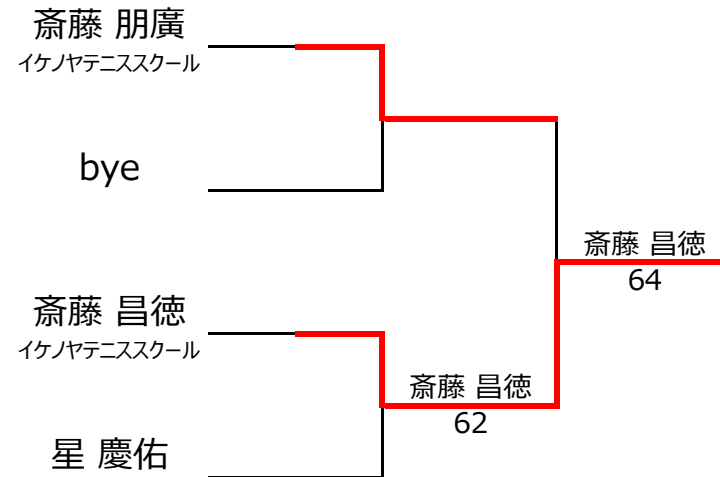 斎藤 朋廣
イケノヤテニススクール
bye
斎藤 昌徳
64
斎藤 昌徳
イケノヤテニススクール
斎藤 昌徳
62
星 慶佑